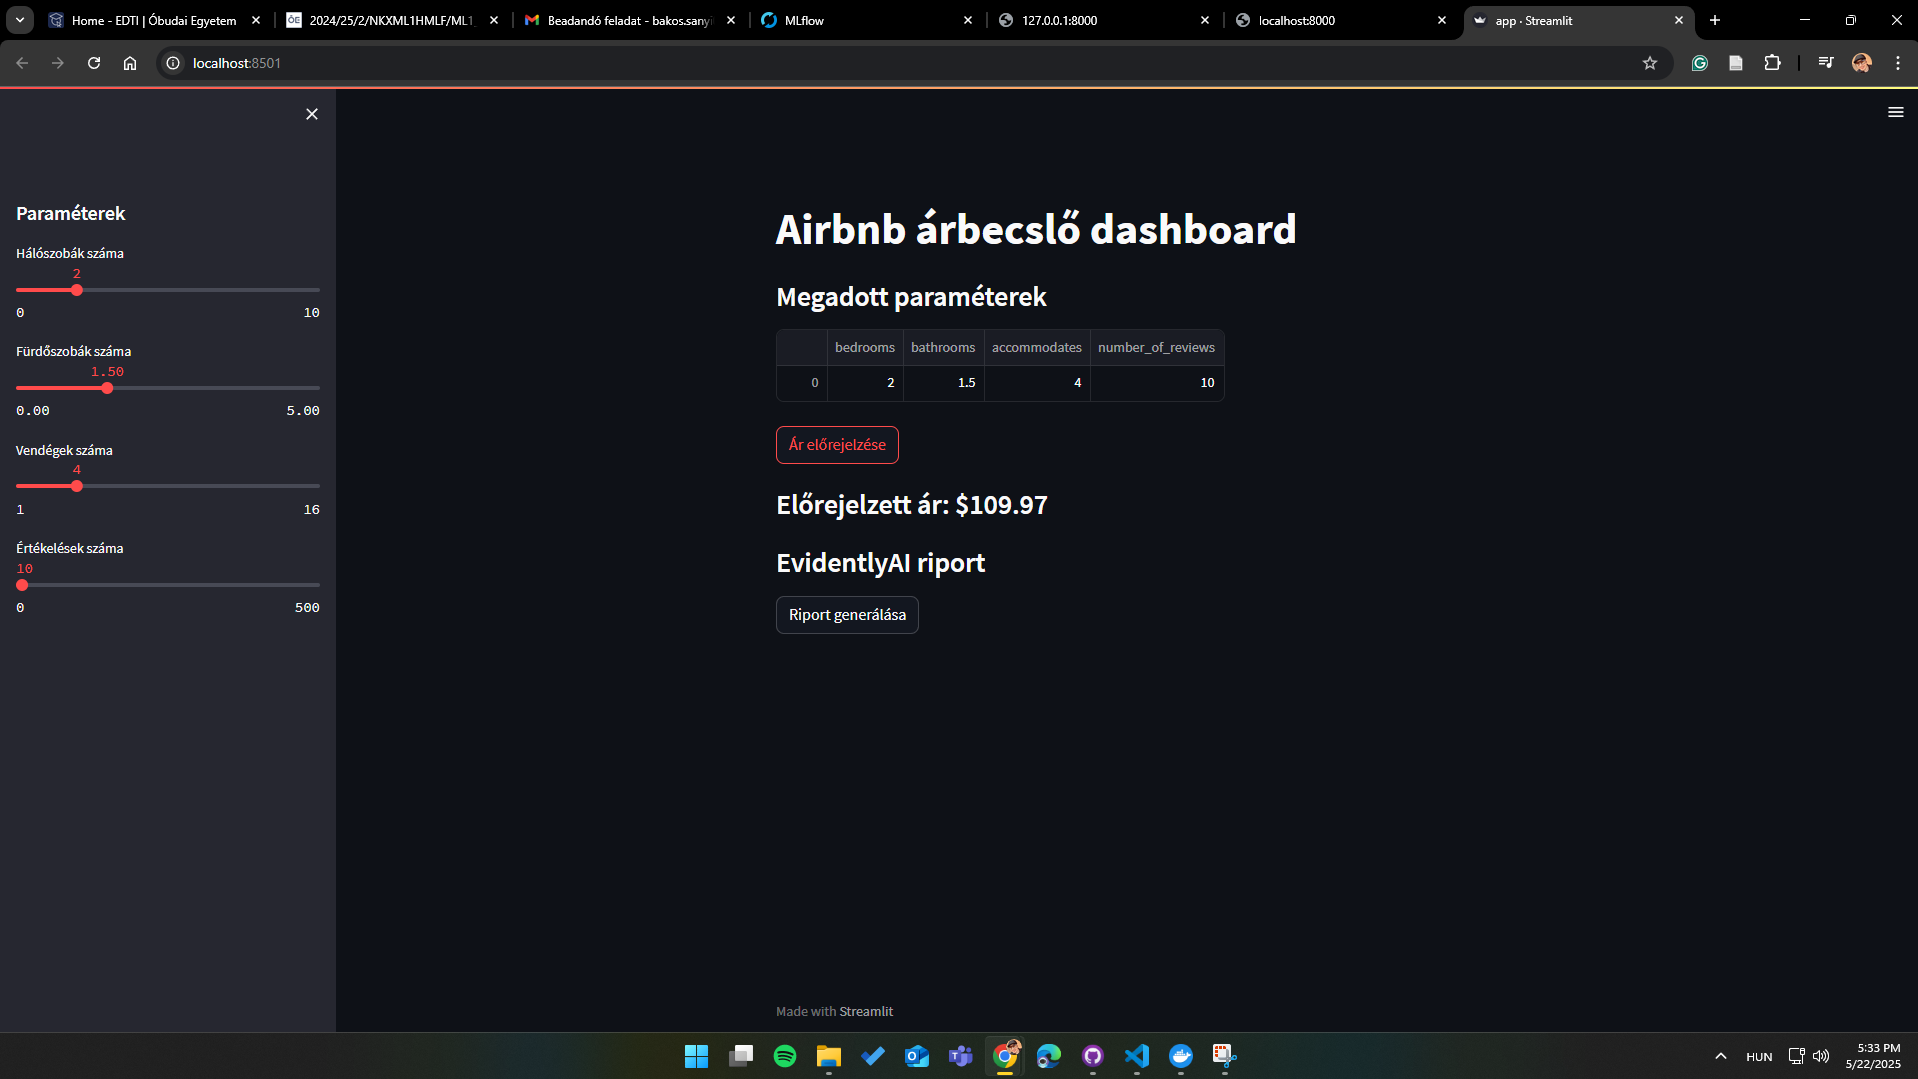 Home - EDTI | Óbudai Egyetem
2024/25/2/NKXML1HMLF/ML1_
Beadandó feladat - bakos.sanyi
MLflow
127.0.0.1:8000
localhost:8000
app · Streamlit
localhost:8501
Paraméterek
Hálószobák száma
2
0 10
Fürdőszobák száma
1.50
0.00 5.00
Vendégek száma
4
1 16
Értékelések száma
10
0 500
Airbnb árbecslő dashboard
Megadott paraméterek
bedrooms bathrooms accommodates number_of_reviews
0 2 1.5 4 10
Ár előrejelzése
Előrejelzett ár: $109.97
EvidentlyAI riport
Riport generálása
Made with Streamlit
HUN
5:33 PM
5/22/2025